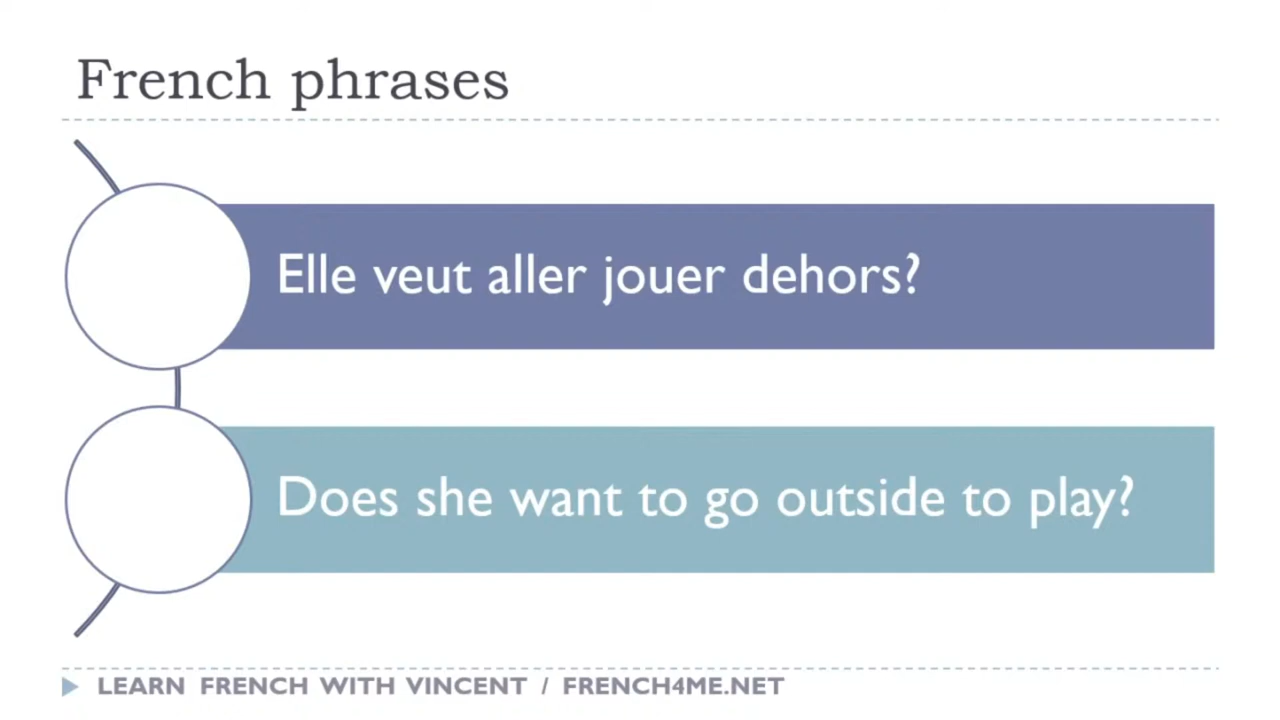 French phrases
Elle veut aller jouer dehors?
Does she want to go outside to play?
LEARN FRENCH WITH VINCENT / FRENCH4ME.NET